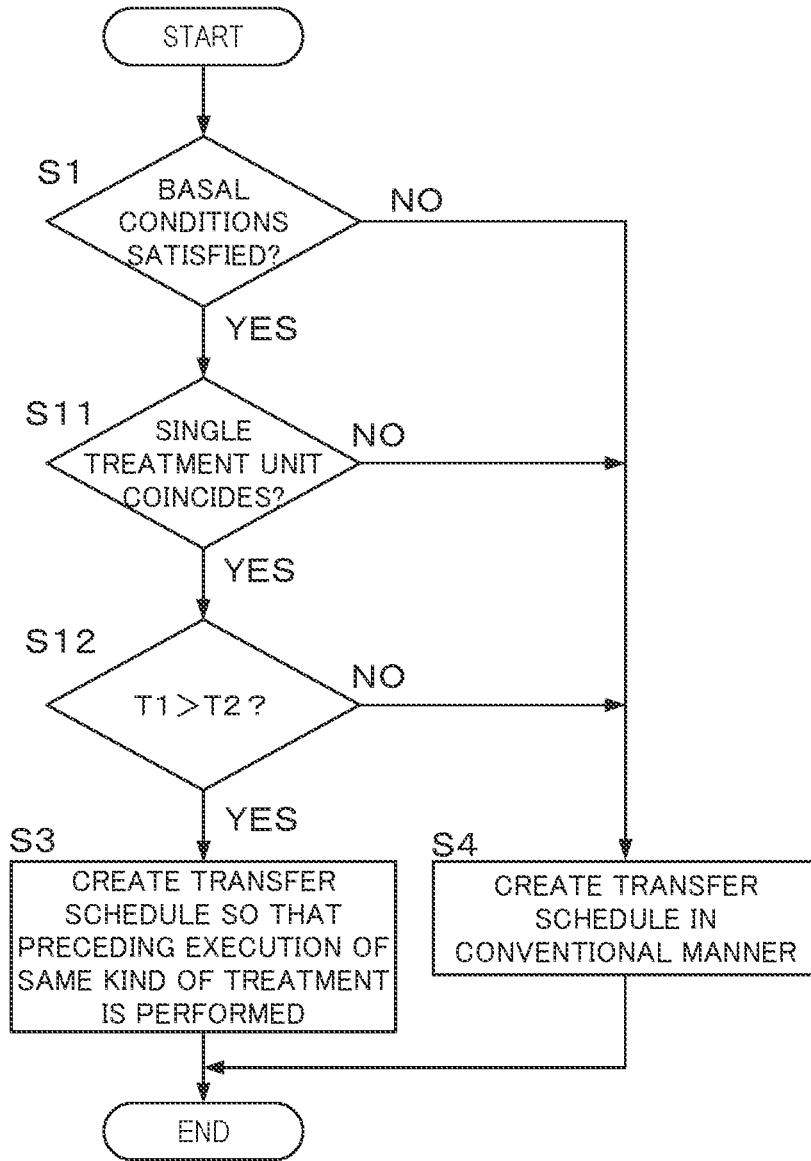 START
S1
BASAL
CONDITIONS
SATISFIED?
NO
YES
S11
SINGLE
TREATMENT UNIT
COINCIDES?
NO
YES
S12
T1>T2?
NO
YES
S3
CREATE TRANSFER
SCHEDULE SO THAT
PRECEDING EXECUTION OF
SAME KIND OF TREATMENT
IS PERFORMED
S4
CREATE TRANSFER
SCHEDULE IN
CONVENTIONAL MANNER
END